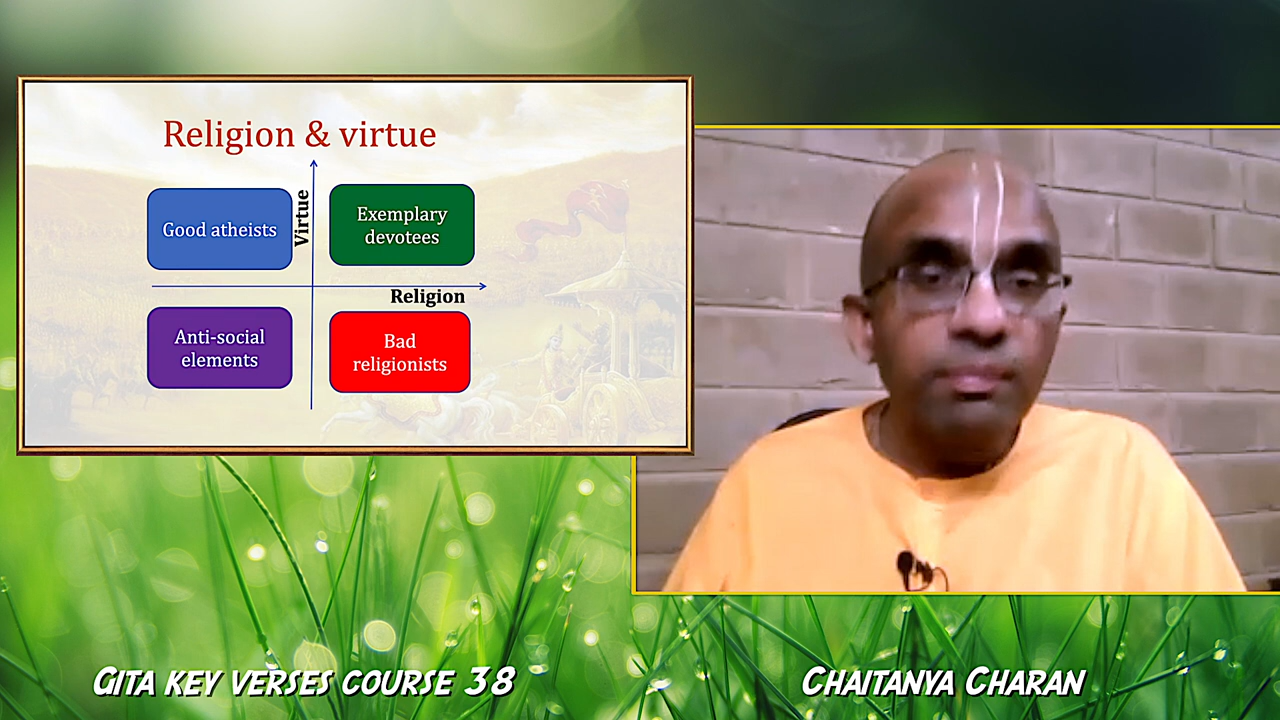 Religion & virtue
Good atheists
Virtue
Exemplary
devotees
Religion
Anti-social
elements
Bad
religionists
GITA KEY VERSES COURSE 38
CHAITANYA CHARAN